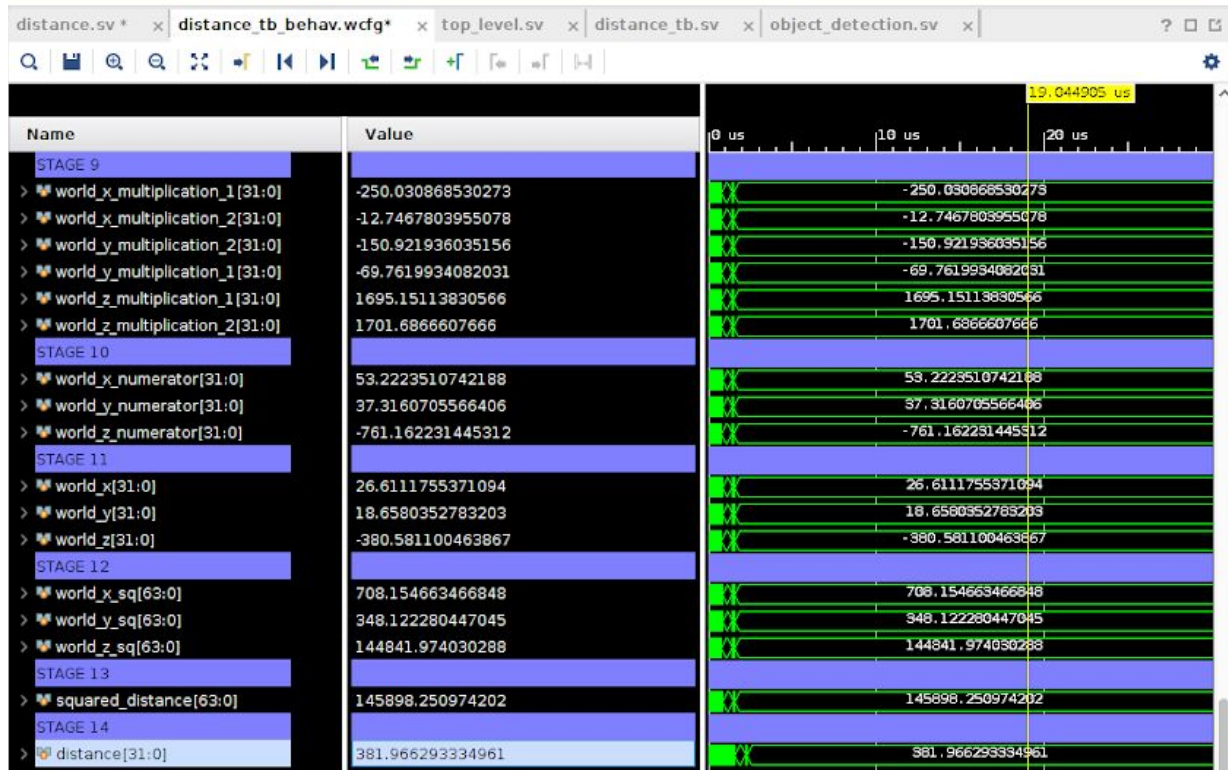 distance.sv * x distance_tb_behav.wcfg* x top_level.sv x distance_tb.sv x object_detection.sv x ?
19.044905 us
Name Value 0 us 10 us 20 us
STAGE 9
world_x_multiplication_1[31:0] -250.030868530273 -250.030868530273
world_x_multiplication_2[31:0] -12.7467803955078 -12.7467803955078
world_y_multiplication_2[31:0] -150.921936035156 -150.921936035156
world_y_multiplication_1[31:0] -69.7619934082031 -69.7619934082031
world_z_multiplication_1[31:0] 1695.15113830566 1695.15113830566
world_z_multiplication_2[31:0] 1701.6866607666 1701.6866607666
STAGE 10
world_x_numerator[31:0] 53.2223510742188 53.2223510742188
world_y_numerator[31:0] 37.3160705566406 37.3160705566406
world_z_numerator[31:0] -761.162231445312 -761.162231445312
STAGE 11
world_x[31:0] 26.6111755371094 26.6111755371094
world_y[31:0] 18.6580352783203 18.6580352783203
world_z[31:0] -380.581100463867 -380.581100463867
STAGE 12
world_x_sq[63:0] 708.154663466848 708.154663466848
world_y_sq[63:0] 348.122280447045 348.122280447045
world_z_sq[63:0] 144841.974030288 144841.974030288
STAGE 13
squared_distance[63:0] 145898.250974202 145898.250974202
STAGE 14
distance[31:0] 381.966293334961 381.966293334961